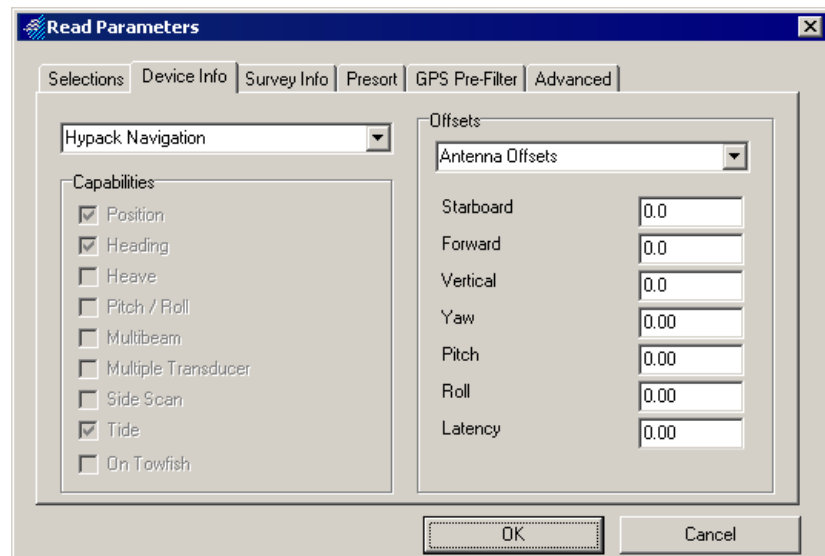 Read Parameters
Selections Device Info Survey Info Presort GPS Pre-Filter Advanced
Hypack Navigation
Capabilities
Position
Heading
Heave
Pitch / Roll
Multibeam
Multiple Transducer
Side Scan
Tide
On Towfish
Offsets
Antenna Offsets
Starboard 0.0
Forward 0.0
Vertical 0.0
Yaw 0.00
Pitch 0.00
Roll 0.00
Latency 0.00
OK Cancel